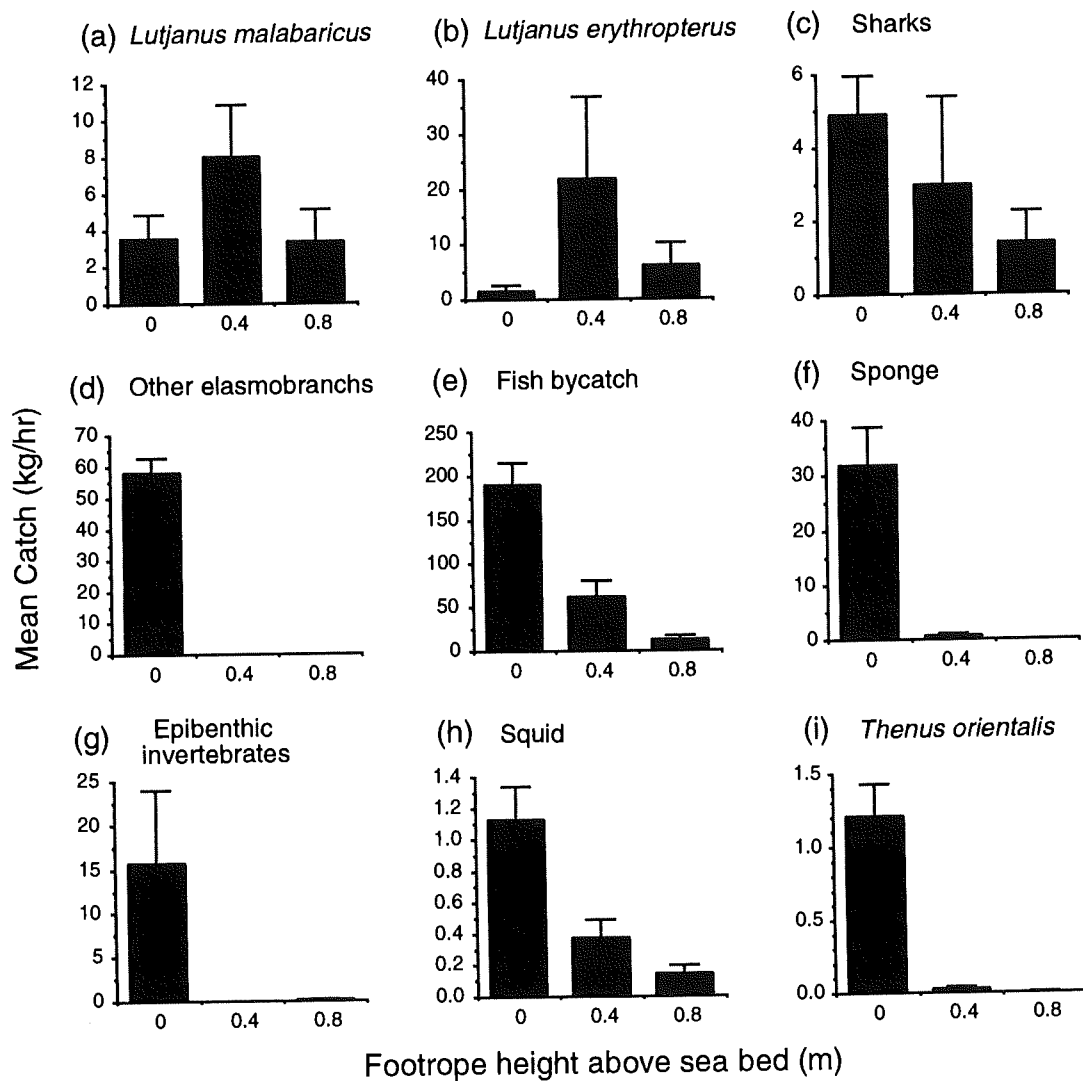 (a) Lutjanus malabaricus
12
10
8
6
4
2
0
0 0.4 0.8
(b) Lutjanus erythropterus
40
30
20
10
0
0 0.4 0.8
(c) Sharks
6
4
2
0
0 0.4 0.8
Mean Catch (kg/hr)
(d) Other elasmobranchs
70
60
50
40
30
20
10
0
0 0.4 0.8
(e) Fish bycatch
250
200
150
100
50
0
0 0.4 0.8
(f) Sponge
40
30
20
10
0
0 0.4 0.8
(g) Epibenthic
invertebrates
25
20
15
10
5
0
0 0.4 0.8
(h) Squid
1.4
1.2
1.0
0.8
0.6
0.4
0.2
0.0
0 0.4 0.8
(i) Thenus orientalis
1.5
1.0
0.5
0.0
0 0.4 0.8
Footrope height above sea bed (m)